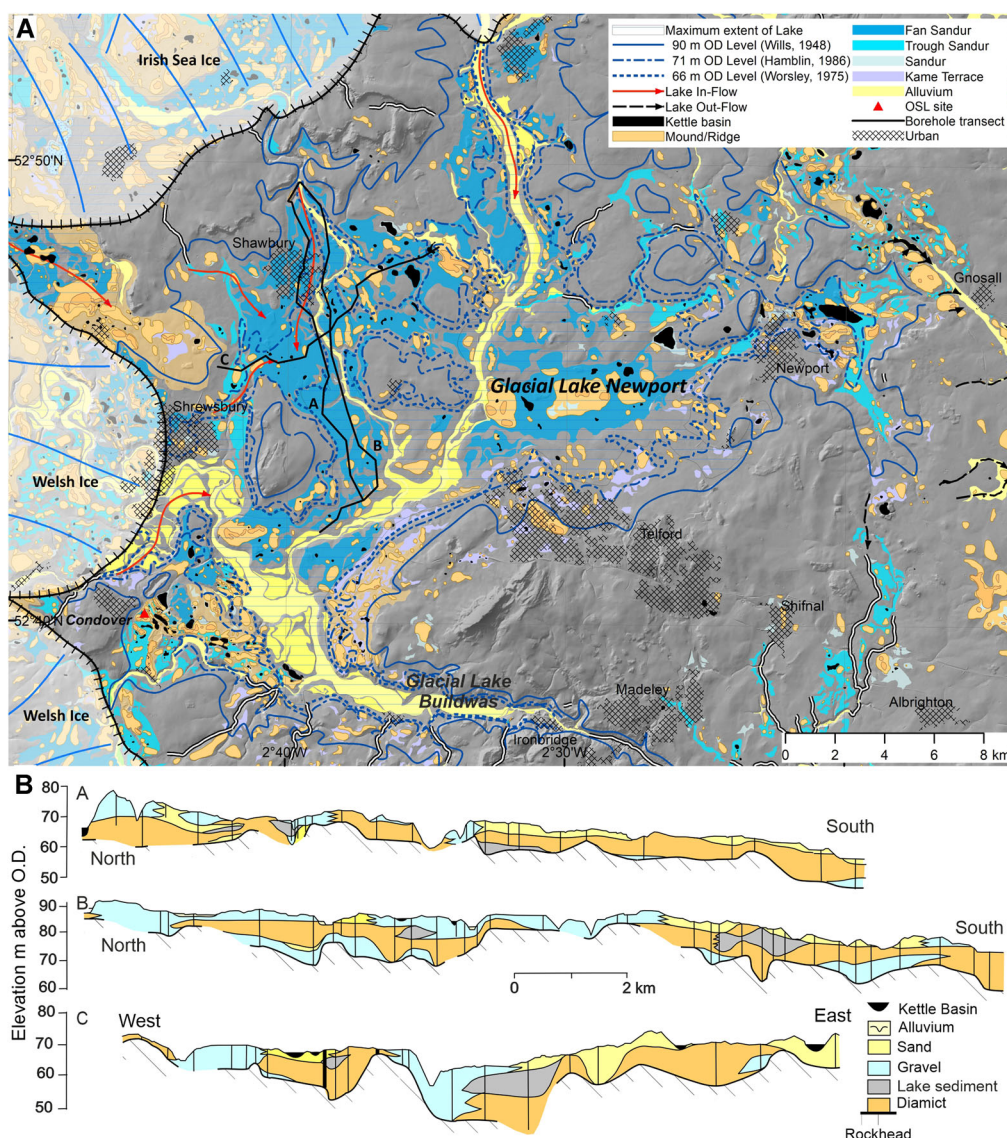 A
Irish Sea Ice
Maximum extent of Lake
90 m OD Level (Wills, 1948)
71 m OD Level (Hamblin, 1986)
66 m OD Level (Worsley, 1975)
Lake In-Flow
Lake Out-Flow
Kettle basin
Mound/Ridge
Fan Sandur
Trough Sandur
Sandur
Kame Terrace
Alluvium
OSL site
Borehole transect
Urban
52°50'N
Shawbury
Gnosall
C
Glacial Lake Newport
Newport
Shrewsbury
A
B
Welsh Ice
Telford
52°40'N
Condover
Shifnal
Glacial Lake
Buildwas
Welsh Ice
Madeley
Albrighton
2°40'W
Ironbridge
2°30'W
0 2 4 6 8 km
B
Elevation m above O.D.
80
70
60
50
A
North
South
90
80
70
60
B
North
South
0 2 km
80
70
60
50
C
West
East
Kettle Basin
Alluvium
Sand
Gravel
Lake sediment
Diamict
Rockhead